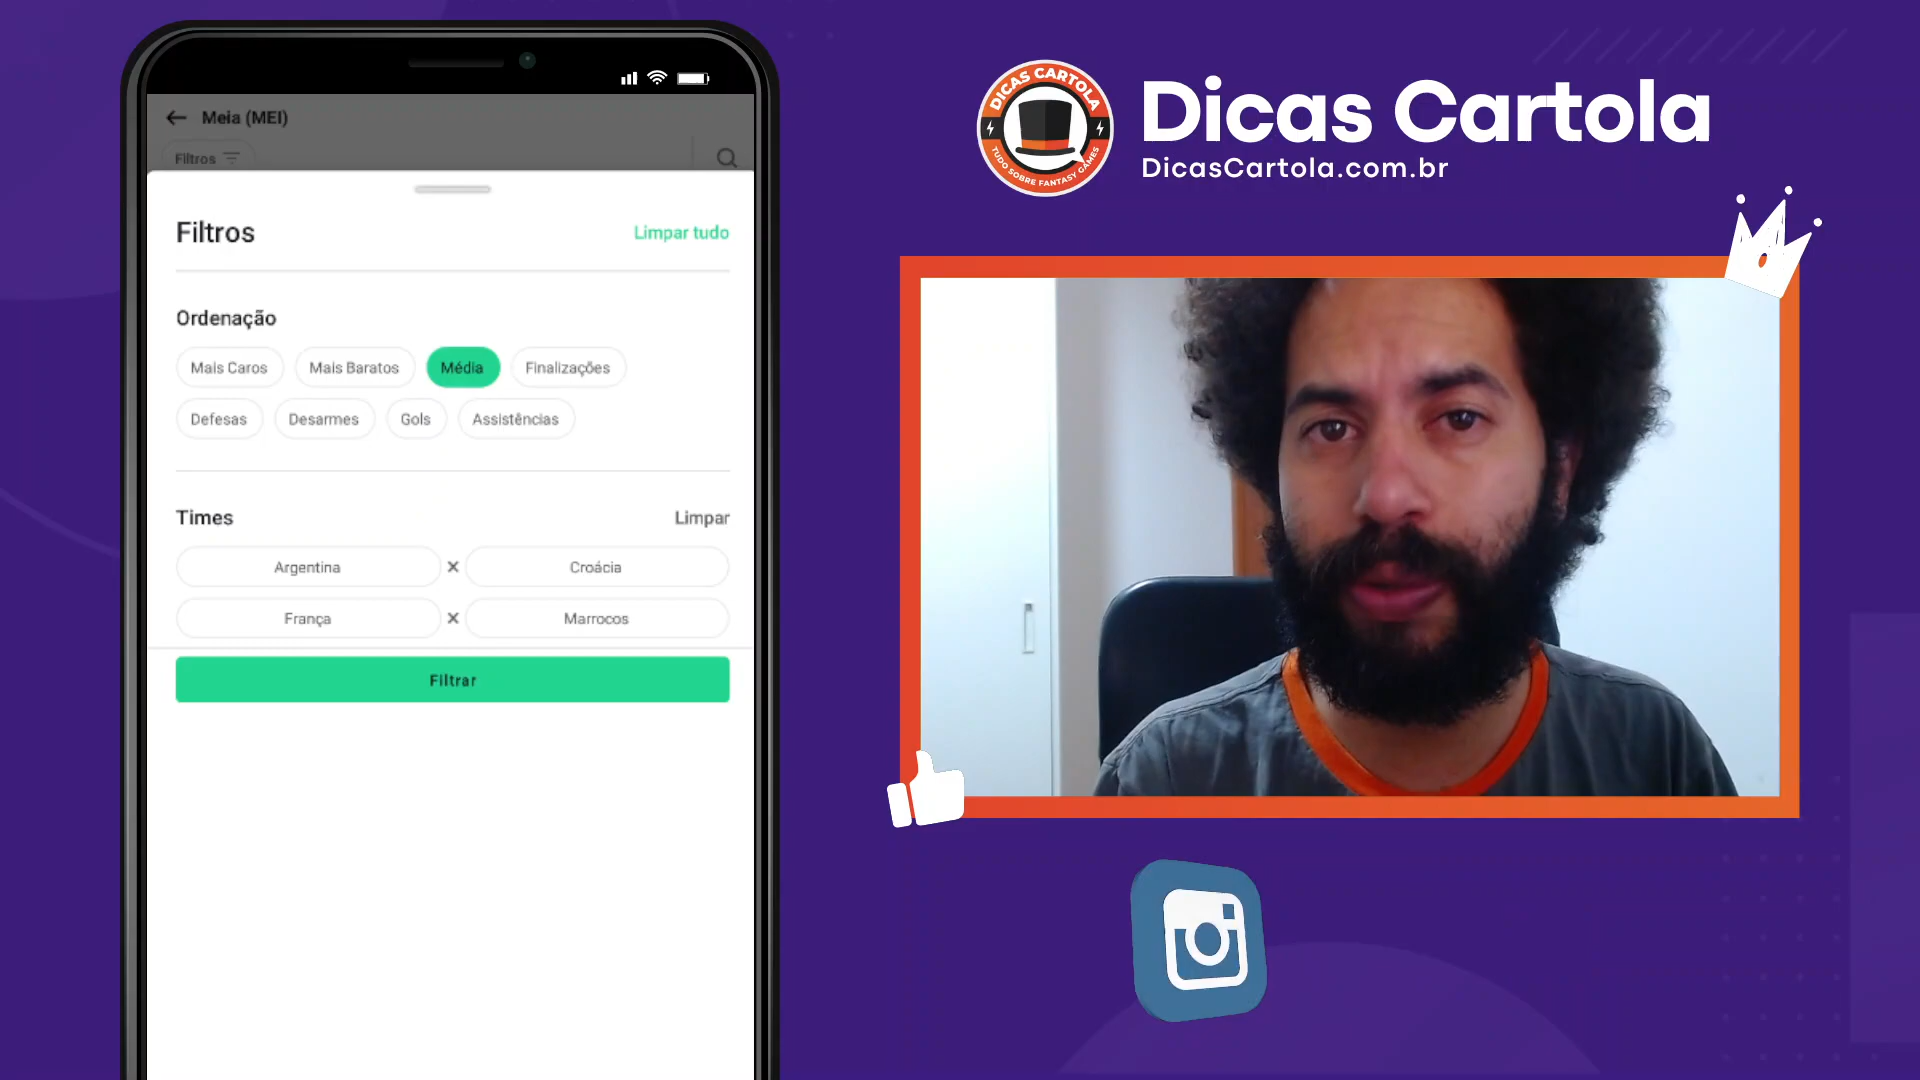 Meia (MEI)
Filtros
Filtros
Limpar tudo
Ordenação
Mais Caros
Mais Baratos
Média
Finalizações
Defesas
Desarmes
Gols
Assistências
Times
Limpar
Argentina
×
Croácia
França
×
Marrocos
Filtrar
DICAS CARTOLA
TUDO SOBRE FANTASY GAMES
Dicas Cartola
DicasCartola.com.br